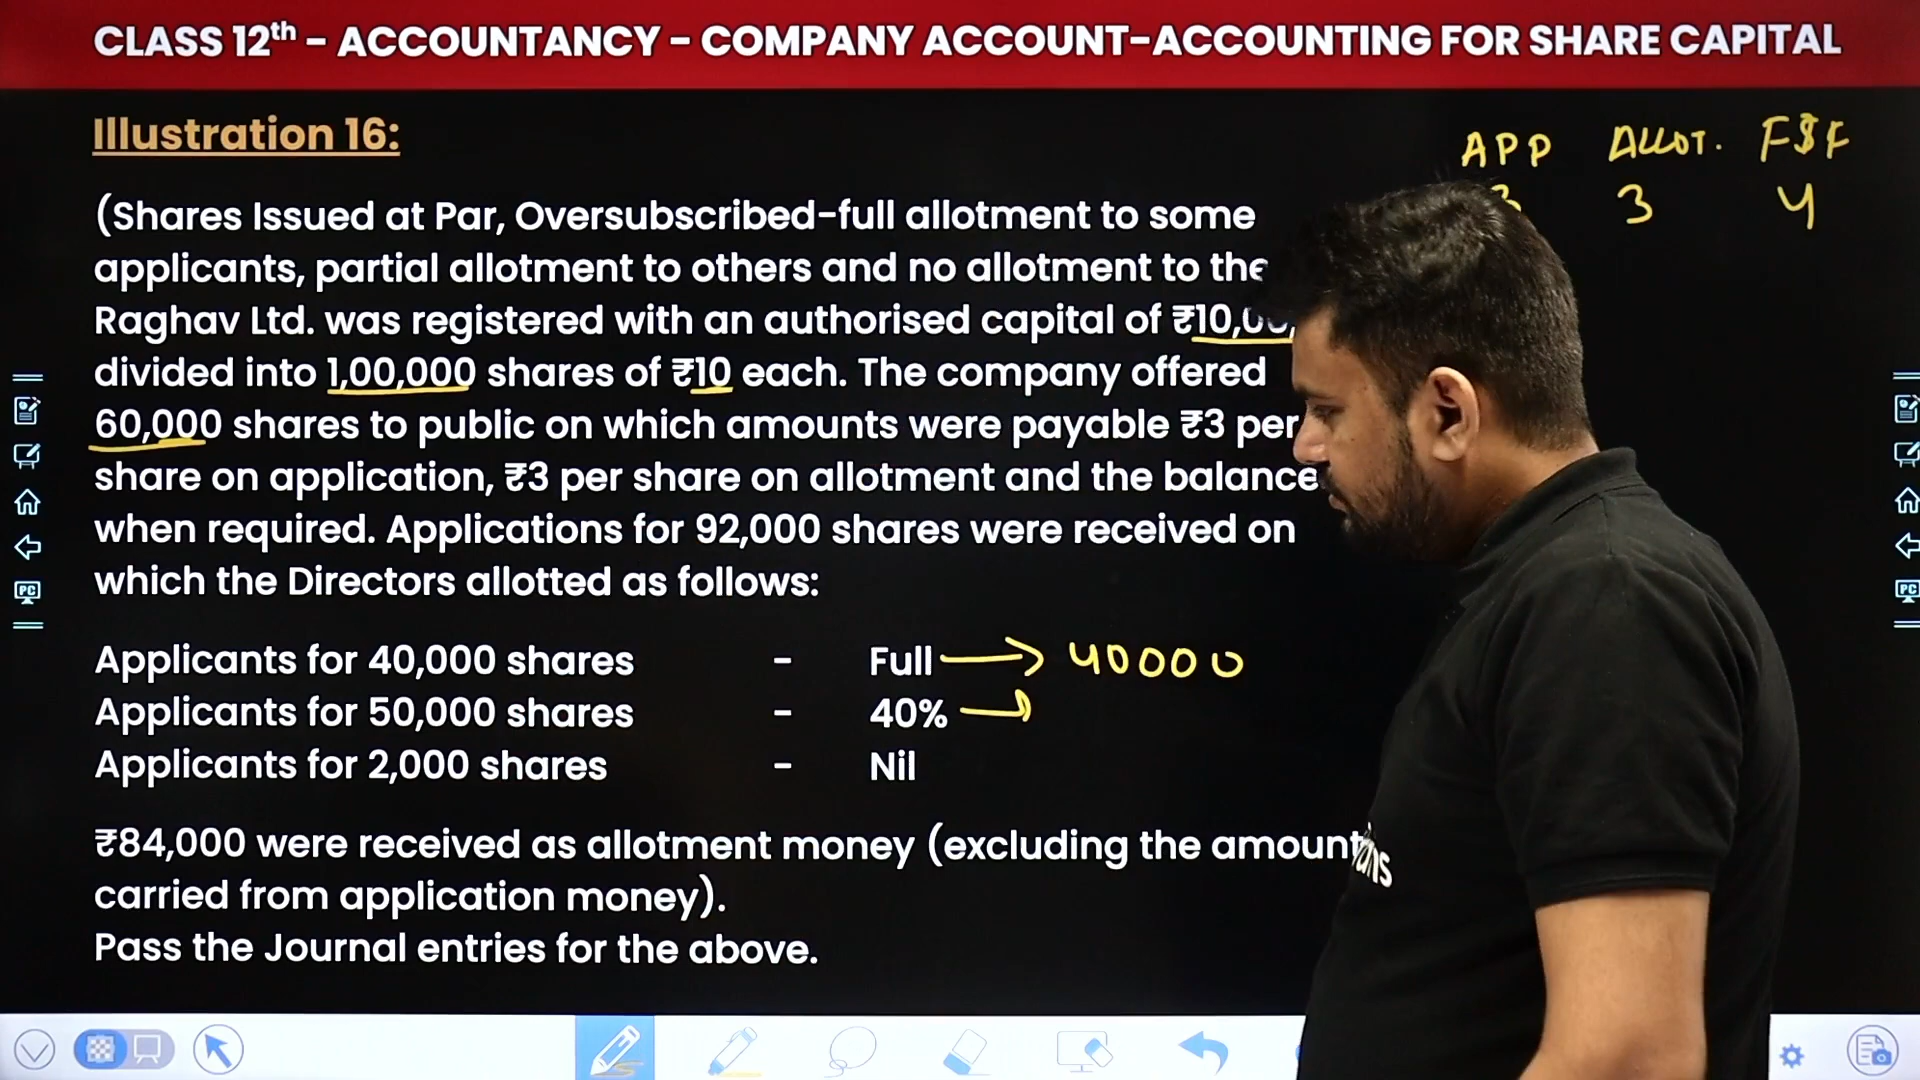 CLASS 12th - ACCOUNTANCY - COMPANY ACCOUNT-ACCOUNTING FOR SHARE CAPITAL
Illustration 16:
APP ALLOT. F&F
3 3 4
(Shares Issued at Par, Oversubscribed-full allotment to some
applicants, partial allotment to others and no allotment to the
Raghav Ltd. was registered with an authorised capital of ₹10,00,
divided into 1,00,000 shares of ₹10 each. The company offered
60,000 shares to public on which amounts were payable ₹3 per
share on application, ₹3 per share on allotment and the balance
when required. Applications for 92,000 shares were received on
which the Directors allotted as follows:
Applicants for 40,000 shares - Full → 40000
Applicants for 50,000 shares - 40%
Applicants for 2,000 shares - Nil
₹84,000 were received as allotment money (excluding the amount
carried from application money).
Pass the Journal entries for the above.
PC
PC